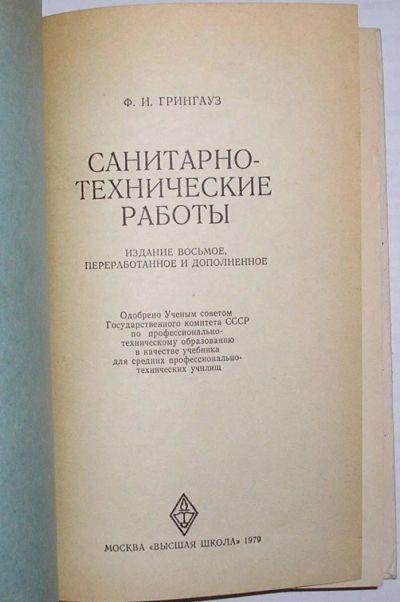 Ф. И. ГРИНГАУЗ
САНИТАРНО-
ТЕХНИЧЕСКИЕ
РАБОТЫ
ИЗДАНИЕ ВОСЬМОЕ,
ПЕРЕРАБОТАННОЕ И ДОПОЛНЕННОЕ
Одобрено Ученым советом
Государственного комитета СССР
по профессионально-
техническому образованию
в качестве учебника
для средних профессионально-
технических училищ
МОСКВА «ВЫСШАЯ ШКОЛА» 1979